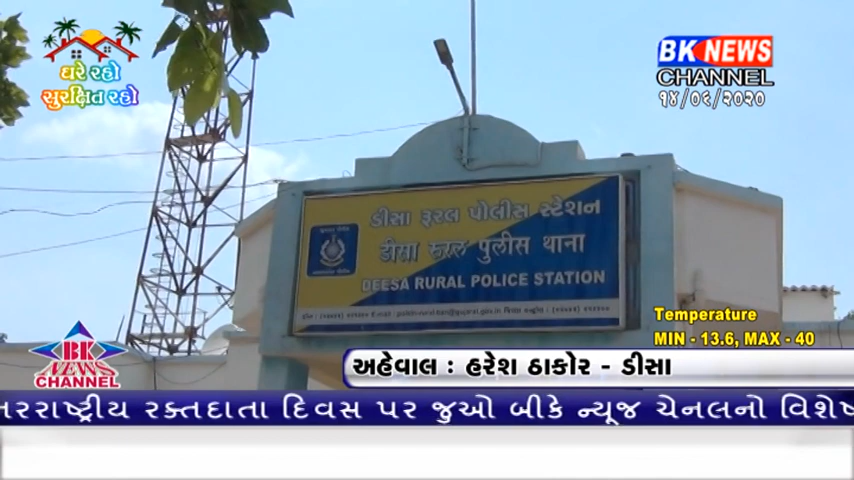 ઘરે રહો
સુરક્ષિત રહો
BK NEWS
CHANNEL
૧૪/૦૬/૨૦૨૦
ડીસા રૂરલ પોલીસ સ્ટેશન
डीसा रुरल पुलीस थाना
DEESA RURAL POLICE STATION
Temperature
MIN - 13.6, MAX - 40
અહેવાલ : હરેશ ઠાકોર - ડીસા
BK
NEWS
CHANNEL
તરરાષ્ટ્રીય રક્તદાતા દિવસ પર જુઓ બીકે ન્યૂજ ચેનલનો વિશેષ